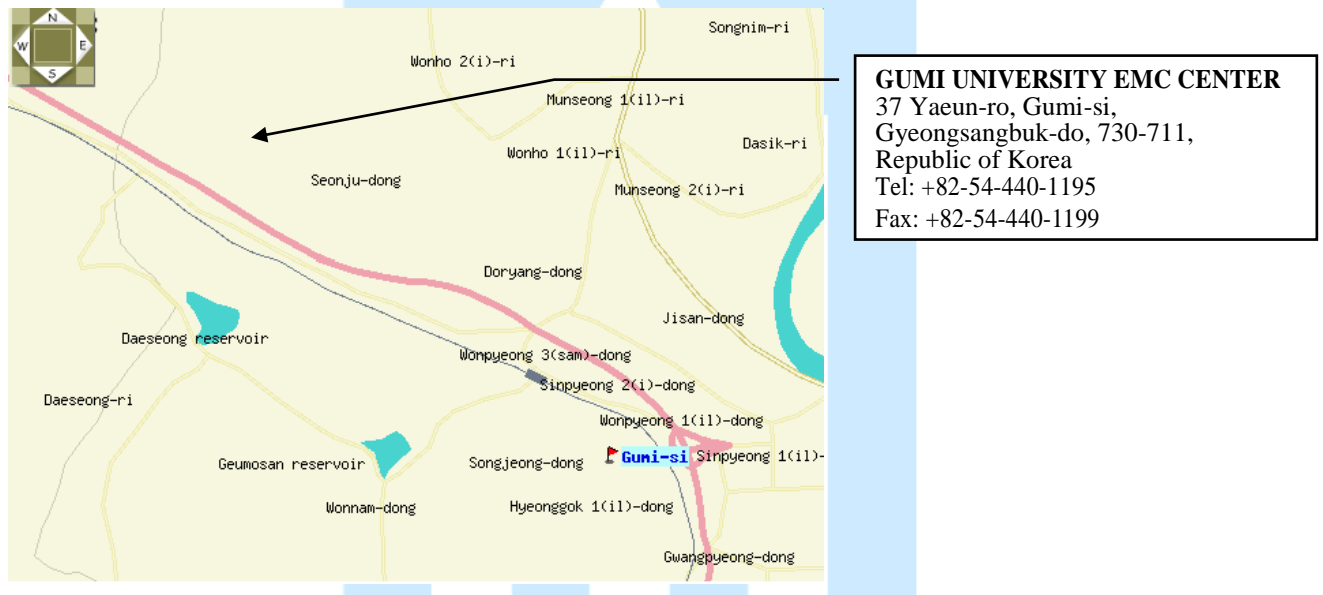 N
W E
S
Songnim-ri
Wonho 2(i)-ri
Munseong 1(il)-ri
Dasik-ri
Wonho 1(il)-ri
Seonju-dong
Munseong 2(i)-ri
Doryang-dong
Jisan-dong
Daeseong reservoir
Wonpyeong 3(sam)-dong
Sinpyeong 2(i)-dong
Daeseong-ri
Wonpyeong 1(il)-dong
Gumi-si
Sinpyeong 1(il)-
Geumosan reservoir
Songjeong-dong
Wonnam-dong
Hyeonggok 1(il)-dong
Gwangpyeong-dong
GUMI UNIVERSITY EMC CENTER
37 Yaeun-ro, Gumi-si,
Gyeongsangbuk-do, 730-711,
Republic of Korea
Tel: +82-54-440-1195
Fax: +82-54-440-1199